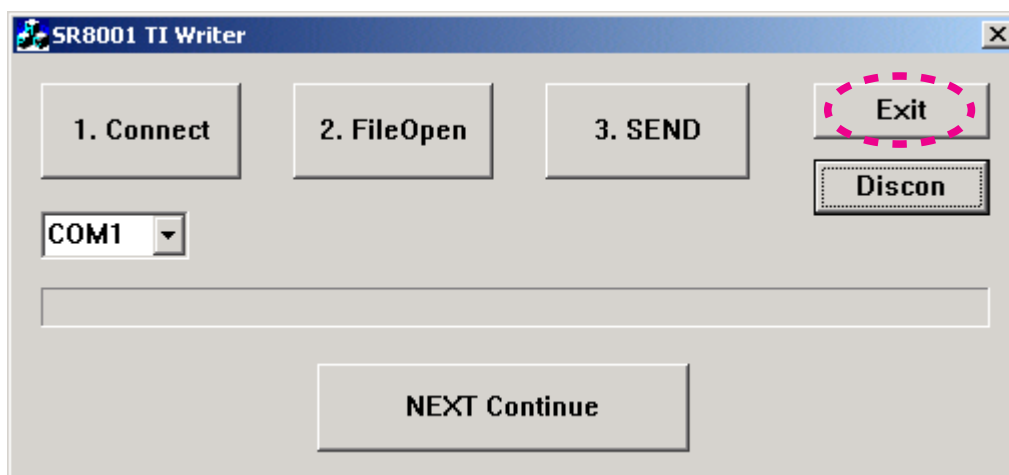 SR8001 TI Writer
1. Connect
2. FileOpen
3. SEND
Exit
Discon
COM1
NEXT Continue